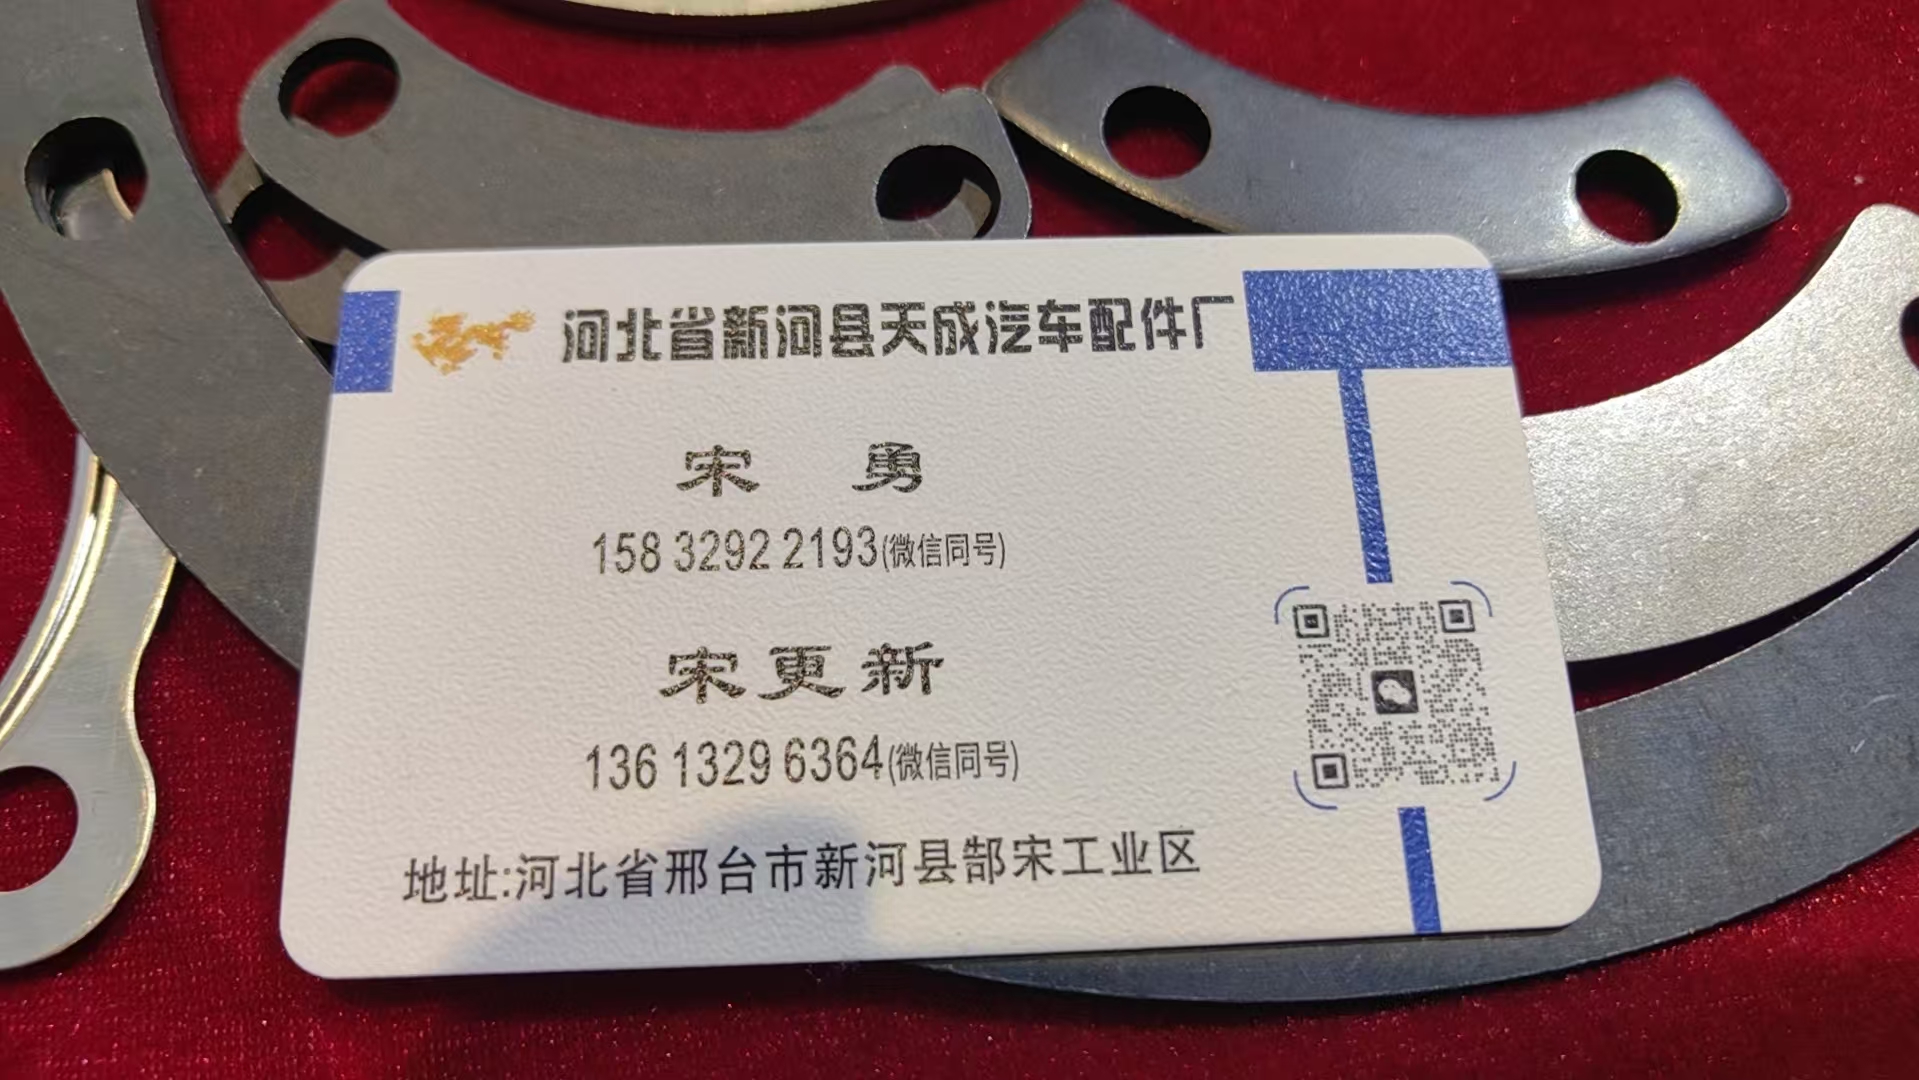 河北省新河县天成汽车配件厂
宋 勇
158 3292 2193(微信同号)
宋更新
136 1329 6364(微信同号)
地址:河北省邢台市新河县郜宋工业区